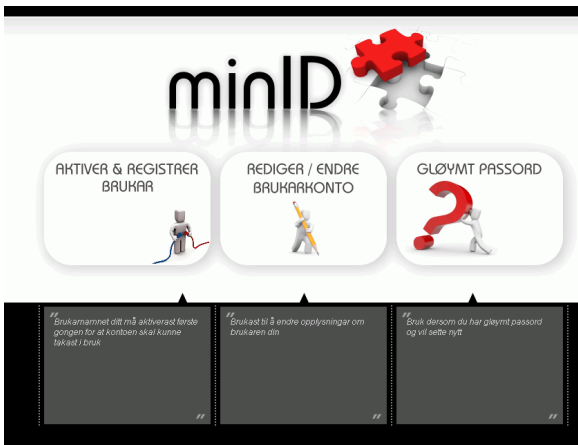 minID
AKTIVER & REGISTRER
BRUKAR
REDIGER / ENDRE
BRUKARKONTO
GLØYMT PASSORD
Brukarnamnet ditt må aktiverast første
gongen for at kontoen skal kunne
takast i bruk
Brukast til å endre opplysningar om
brukaren din
Bruk dersom du har gløymt passord
og vil sette nytt